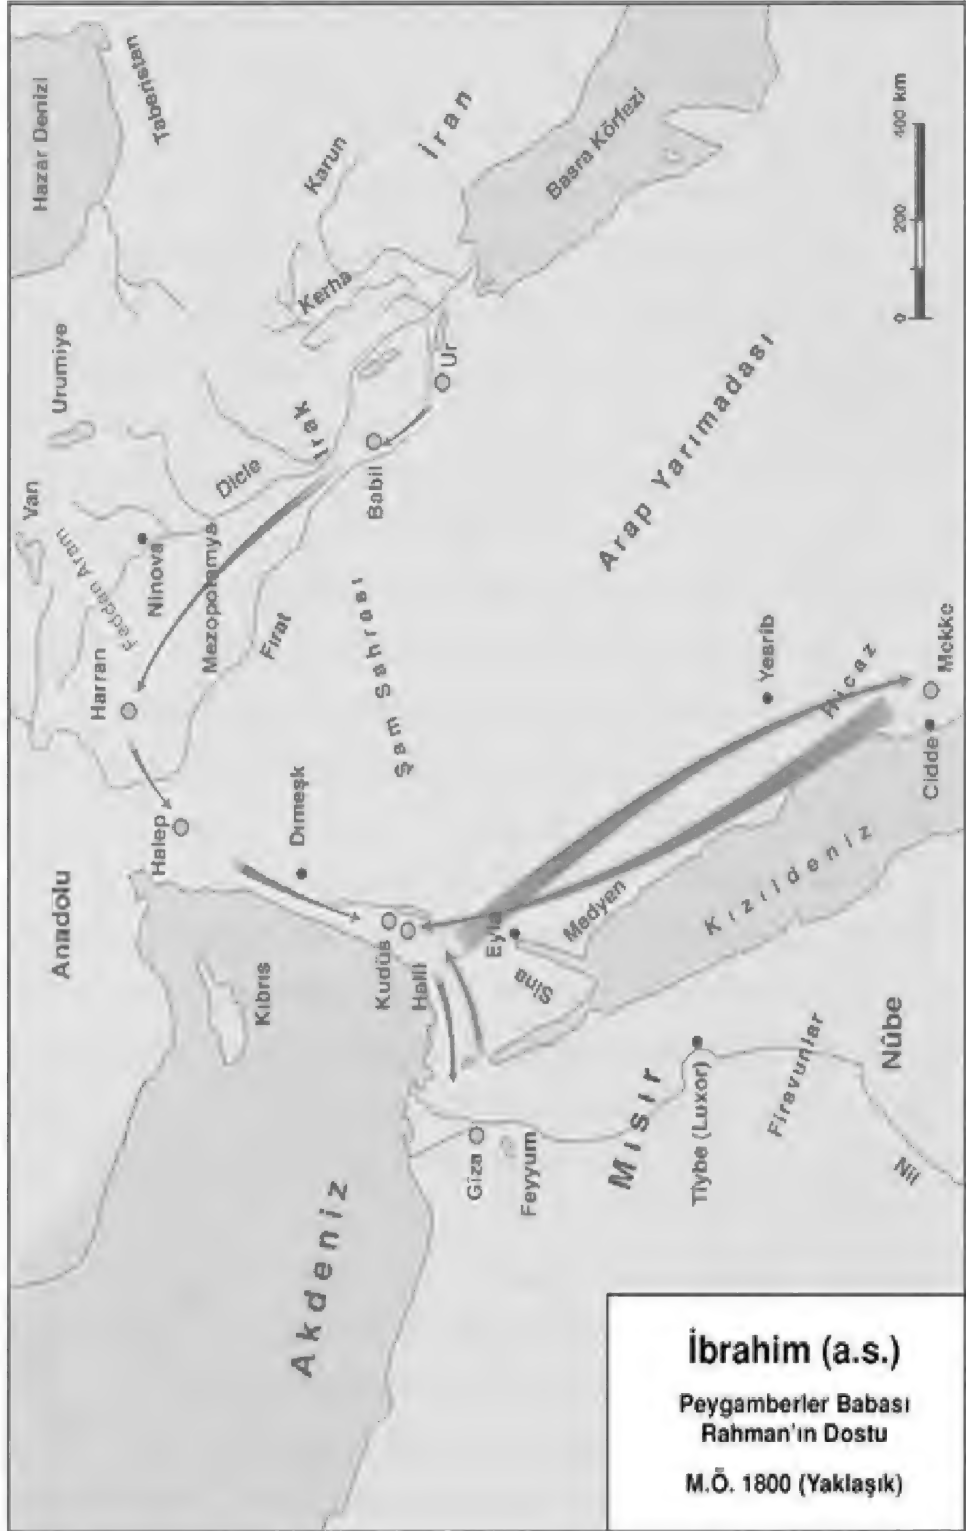 Hazar Denizi
Taberistan
Karun
İran
Basra Körfezi
Kerha
Urumiye
Van
Dicle
Irak
Ur
Babil
Feddan Aram
Ninova
Mezopotamya
Fırat
Harran
Halep
Şam Sahrası
Arap Yarımadası
0 200 400 km
Anadolu
Dımeşk
Kıbrıs
Kudüs
Halil
Eyle
Medyen
Sina
Kızıldeniz
Yesrib
Hicaz
Mekke
Cidde
Akdeniz
Giza
Feyyum
Mısır
Tiybe (Luxor)
Firavunlar
Nûbe
Nil
İbrahim (a.s.)
Peygamberler Babası
Rahman'ın Dostu
M.Ö. 1800 (Yaklaşık)